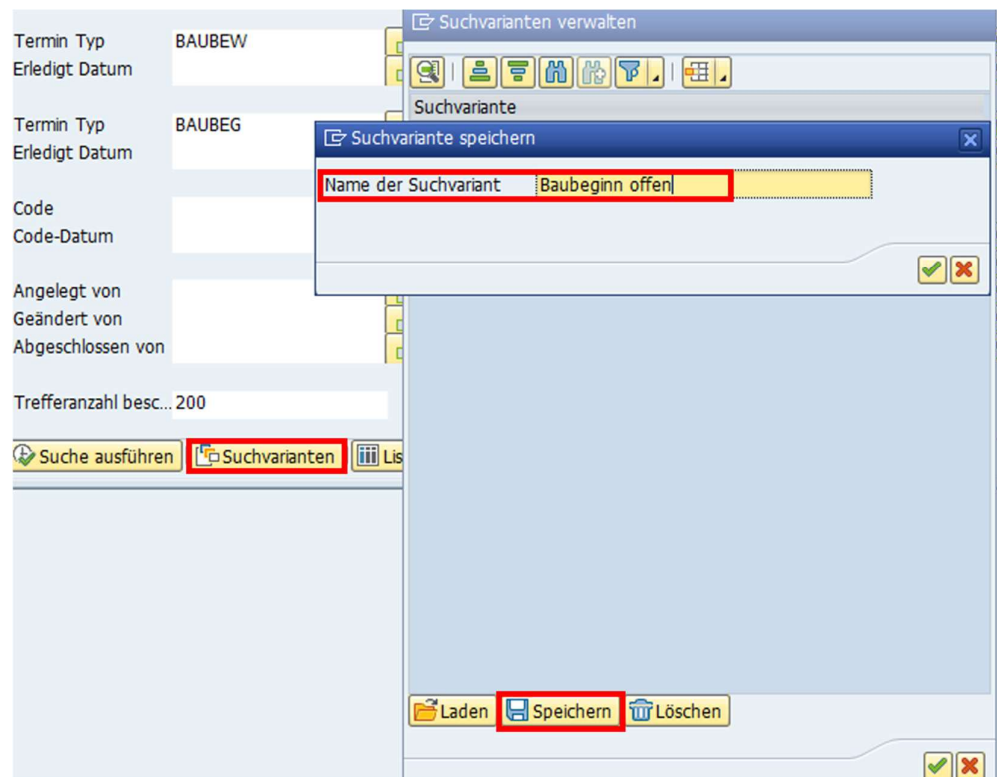 Suchvarianten verwalten
Termin Typ BAUBEW
Erledigt Datum
Suchvariante
Termin Typ BAUBEG
Erledigt Datum
Suchvariante speichern
Name der Suchvariant Baubeginn offen
Code
Code-Datum
Angelegt von
Geändert von
Abgeschlossen von
Trefferanzahl besc... 200
Suche ausführen Suchvarianten Lis
Laden Speichern Löschen